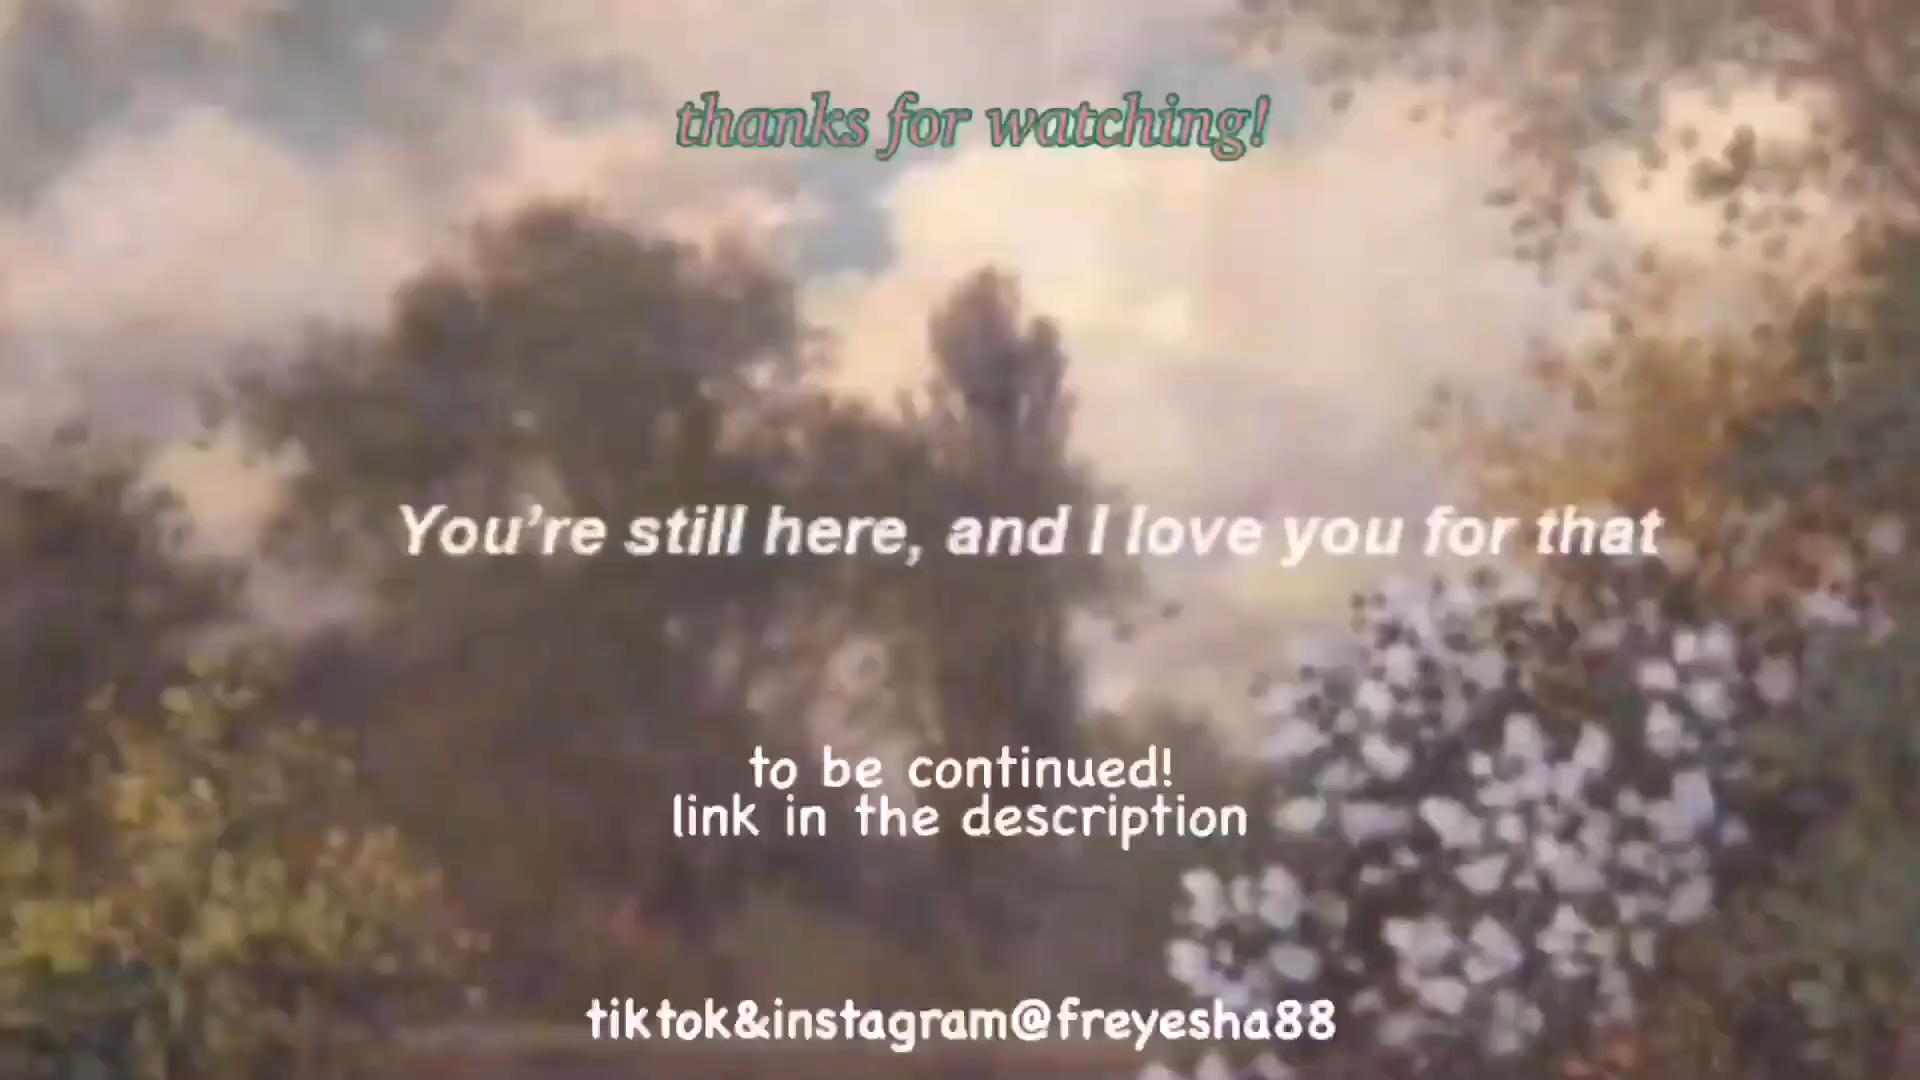 thanks for watching!
You're still here, and I love you for that
to be continued!
link in the description
tiktok&instagram@freyesha88